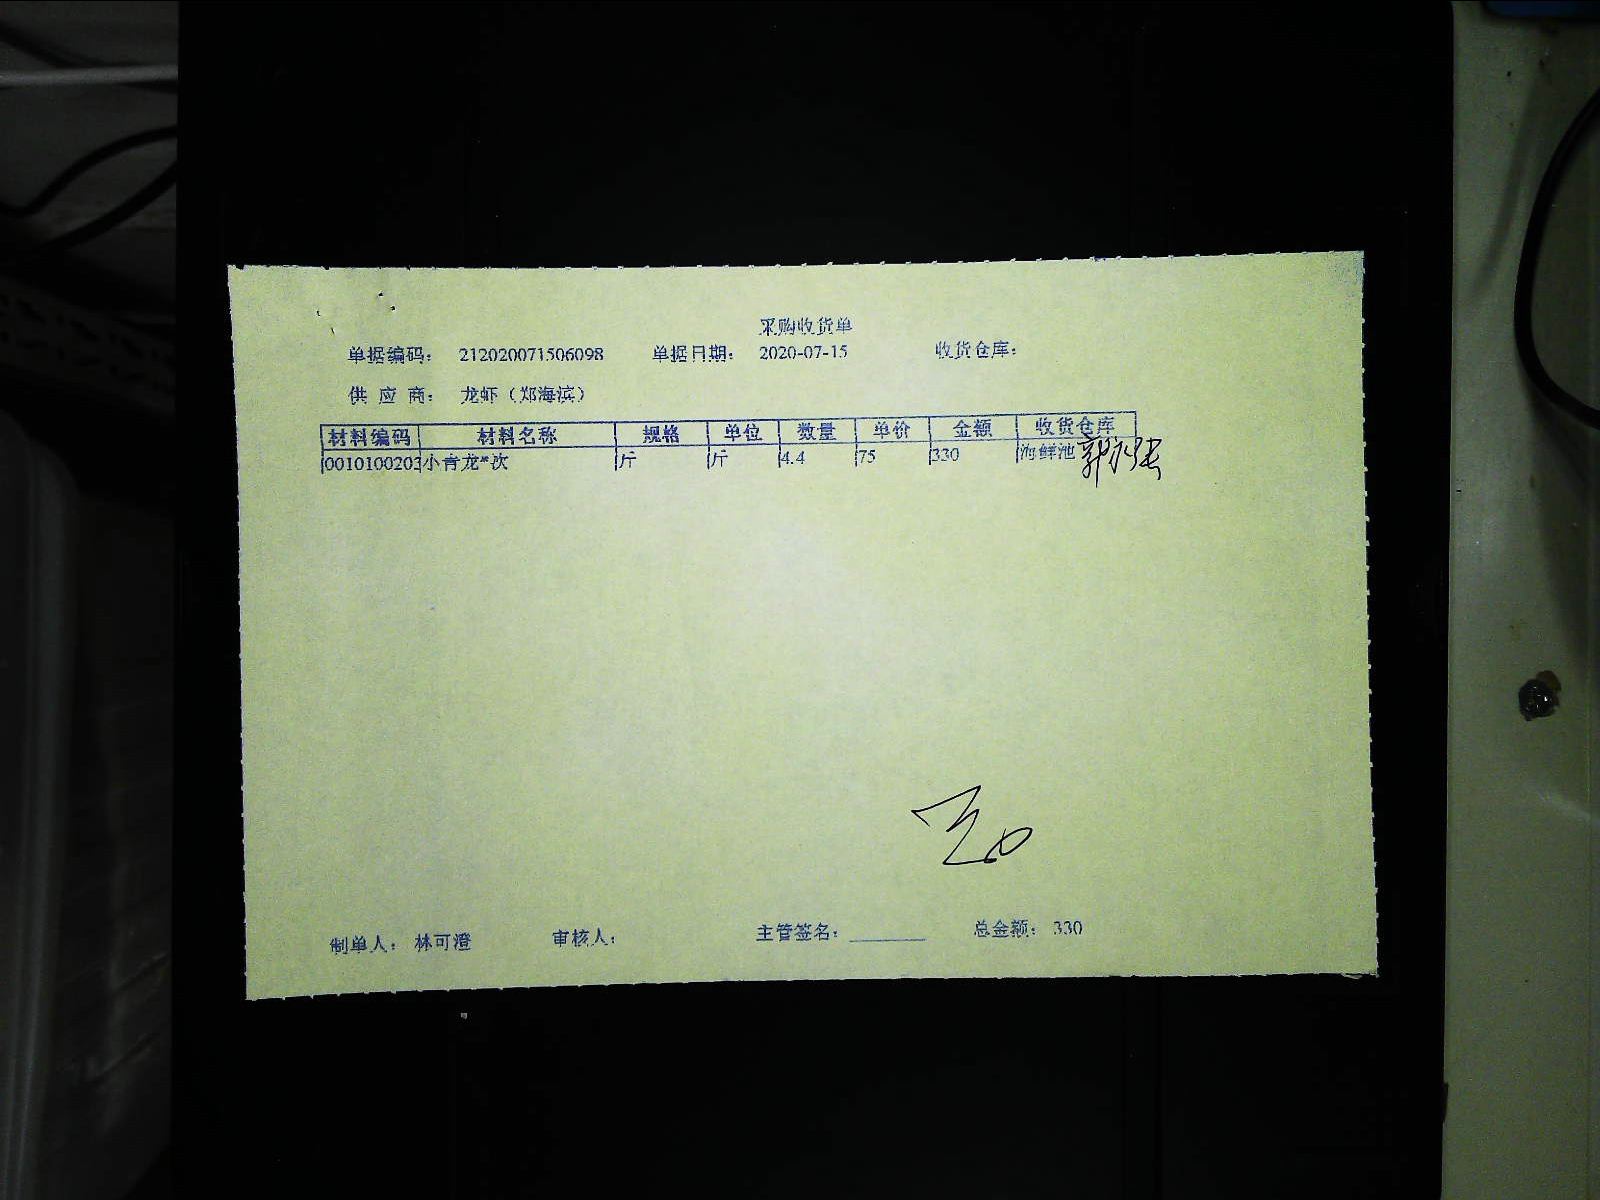 采购收货单
单据编码： 212020071506098 单据日期： 2020-07-15 收货仓库：
供 应 商： 龙虾（郑海滨）
材料编码 材料名称 规格 单位 数量 单价 金额 收货仓库
0010100203 小青龙*次 斤 斤 4.4 75 330 海鲜池
制单人： 林可澄 审核人： 主管签名： 总金额： 330